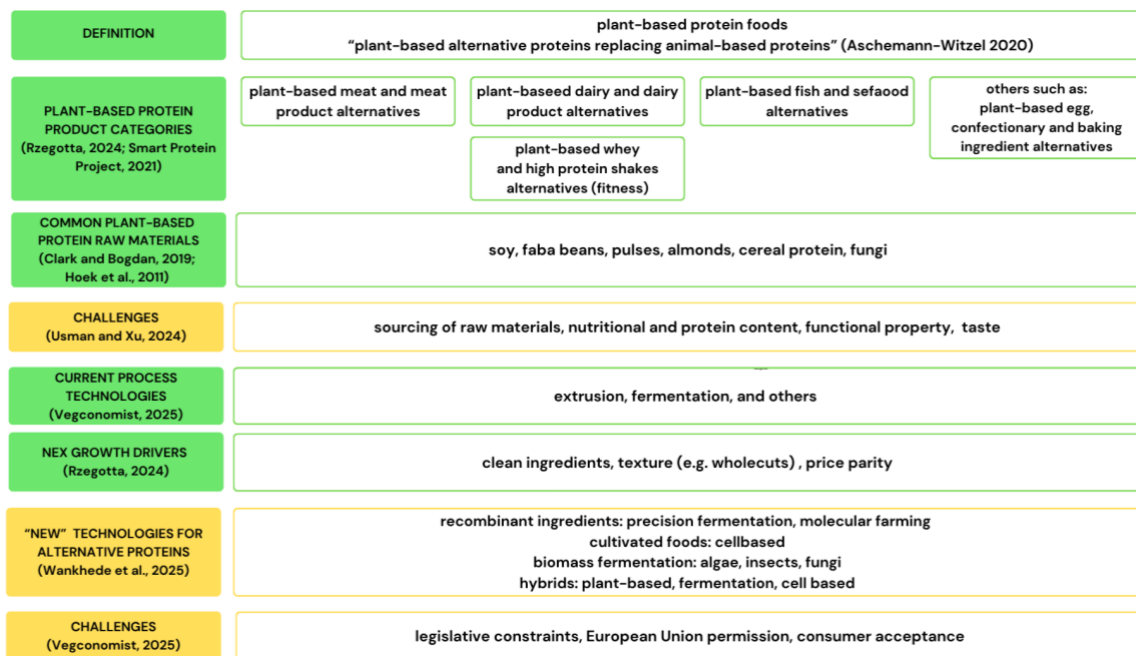 DEFINITION
plant-based protein foods
“plant-based alternative proteins replacing animal-based proteins” (Aschemann-Witzel 2020)
PLANT-BASED PROTEIN
PRODUCT CATEGORIES
(Rzegotta, 2024; Smart Protein
Project, 2021)
plant-based meat and meat
product alternatives
plant-baseed dairy and dairy
product alternatives
plant-based fish and sefaood
alternatives
others such as:
plant-based egg,
confectionary and baking
ingredient alternatives
plant-based whey
and high protein shakes
alternatives (fitness)
COMMON PLANT-BASED
PROTEIN RAW MATERIALS
(Clark and Bogdan, 2019;
Hoek et al., 2011)
soy, faba beans, pulses, almonds, cereal protein, fungi
CHALLENGES
(Usman and Xu, 2024)
sourcing of raw materials, nutritional and protein content, functional property, taste
CURRENT PROCESS
TECHNOLOGIES
(Vegconomist, 2025)
extrusion, fermentation, and others
NEX GROWTH DRIVERS
(Rzegotta, 2024)
clean ingredients, texture (e.g. wholecuts) , price parity
“NEW” TECHNOLOGIES FOR
ALTERNATIVE PROTEINS
(Wankhede et al., 2025)
recombinant ingredients: precision fermentation, molecular farming
cultivated foods: cellbased
biomass fermentation: algae, insects, fungi
hybrids: plant-based, fermentation, cell based
CHALLENGES
(Vegconomist, 2025)
legislative constraints, European Union permission, consumer acceptance